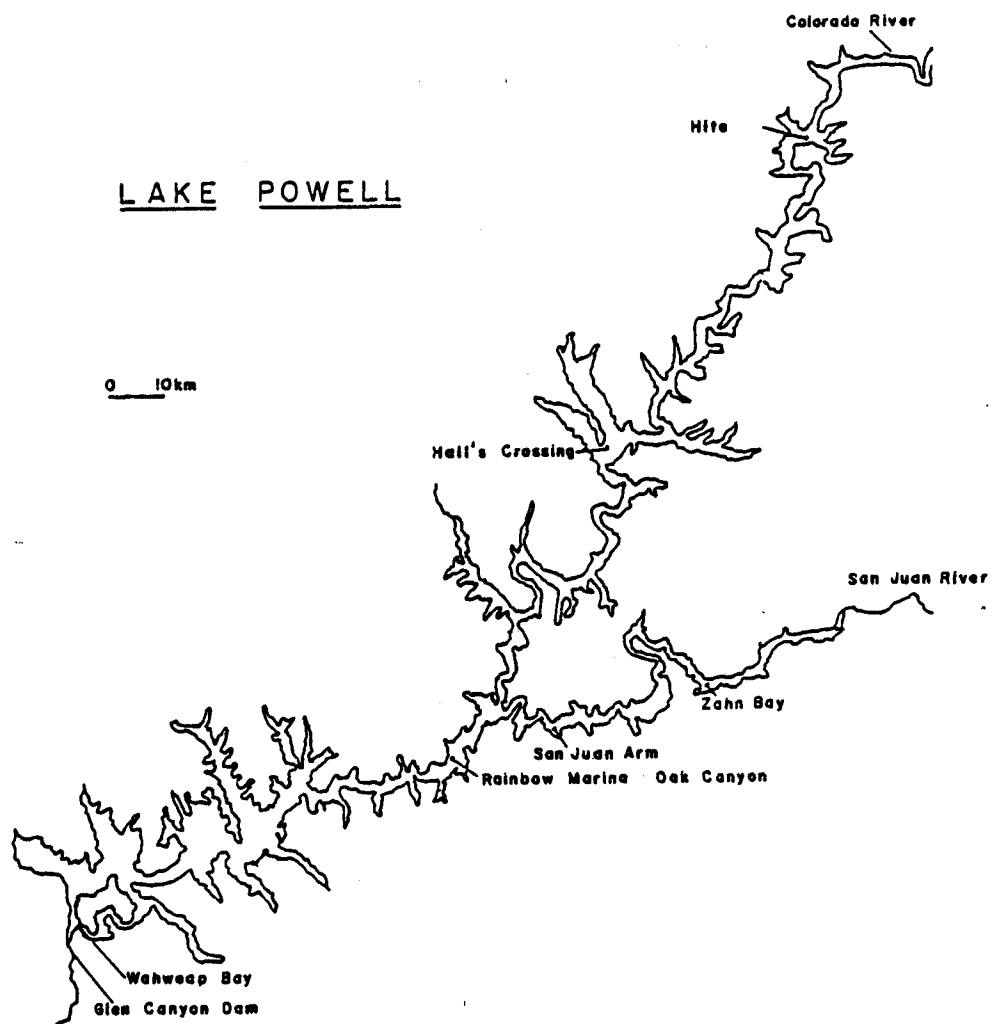 Colorado River
Hite
LAKE POWELL
0 10km
Hall's Crossing
San Juan River
Zahn Bay
San Juan Arm
Rainbow Marina Oak Canyon
Wahweap Bay
Glen Canyon Dam